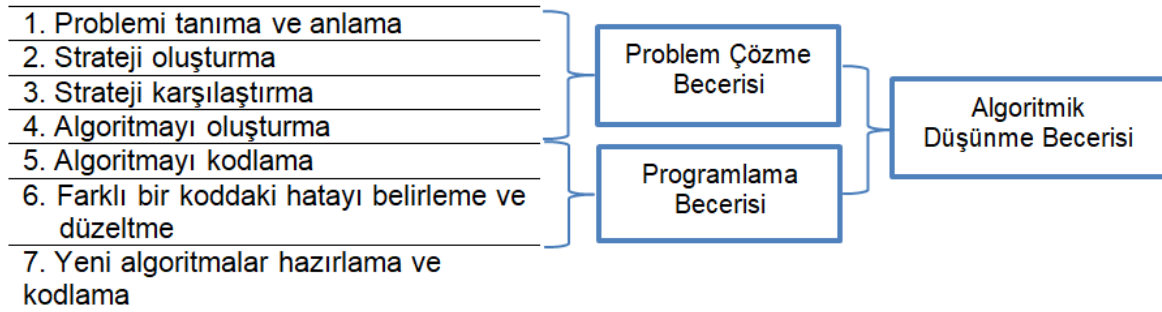 1. Problemi tanıma ve anlama
2. Strateji oluşturma
3. Strateji karşılaştırma
4. Algoritmayı oluşturma
5. Algoritmayı kodlama
6. Farklı bir koddaki hatayı belirleme ve
düzeltme
7. Yeni algoritmalar hazırlama ve
kodlama
Problem Çözme
Becerisi
Programlama
Becerisi
Algoritmik
Düşünme Becerisi